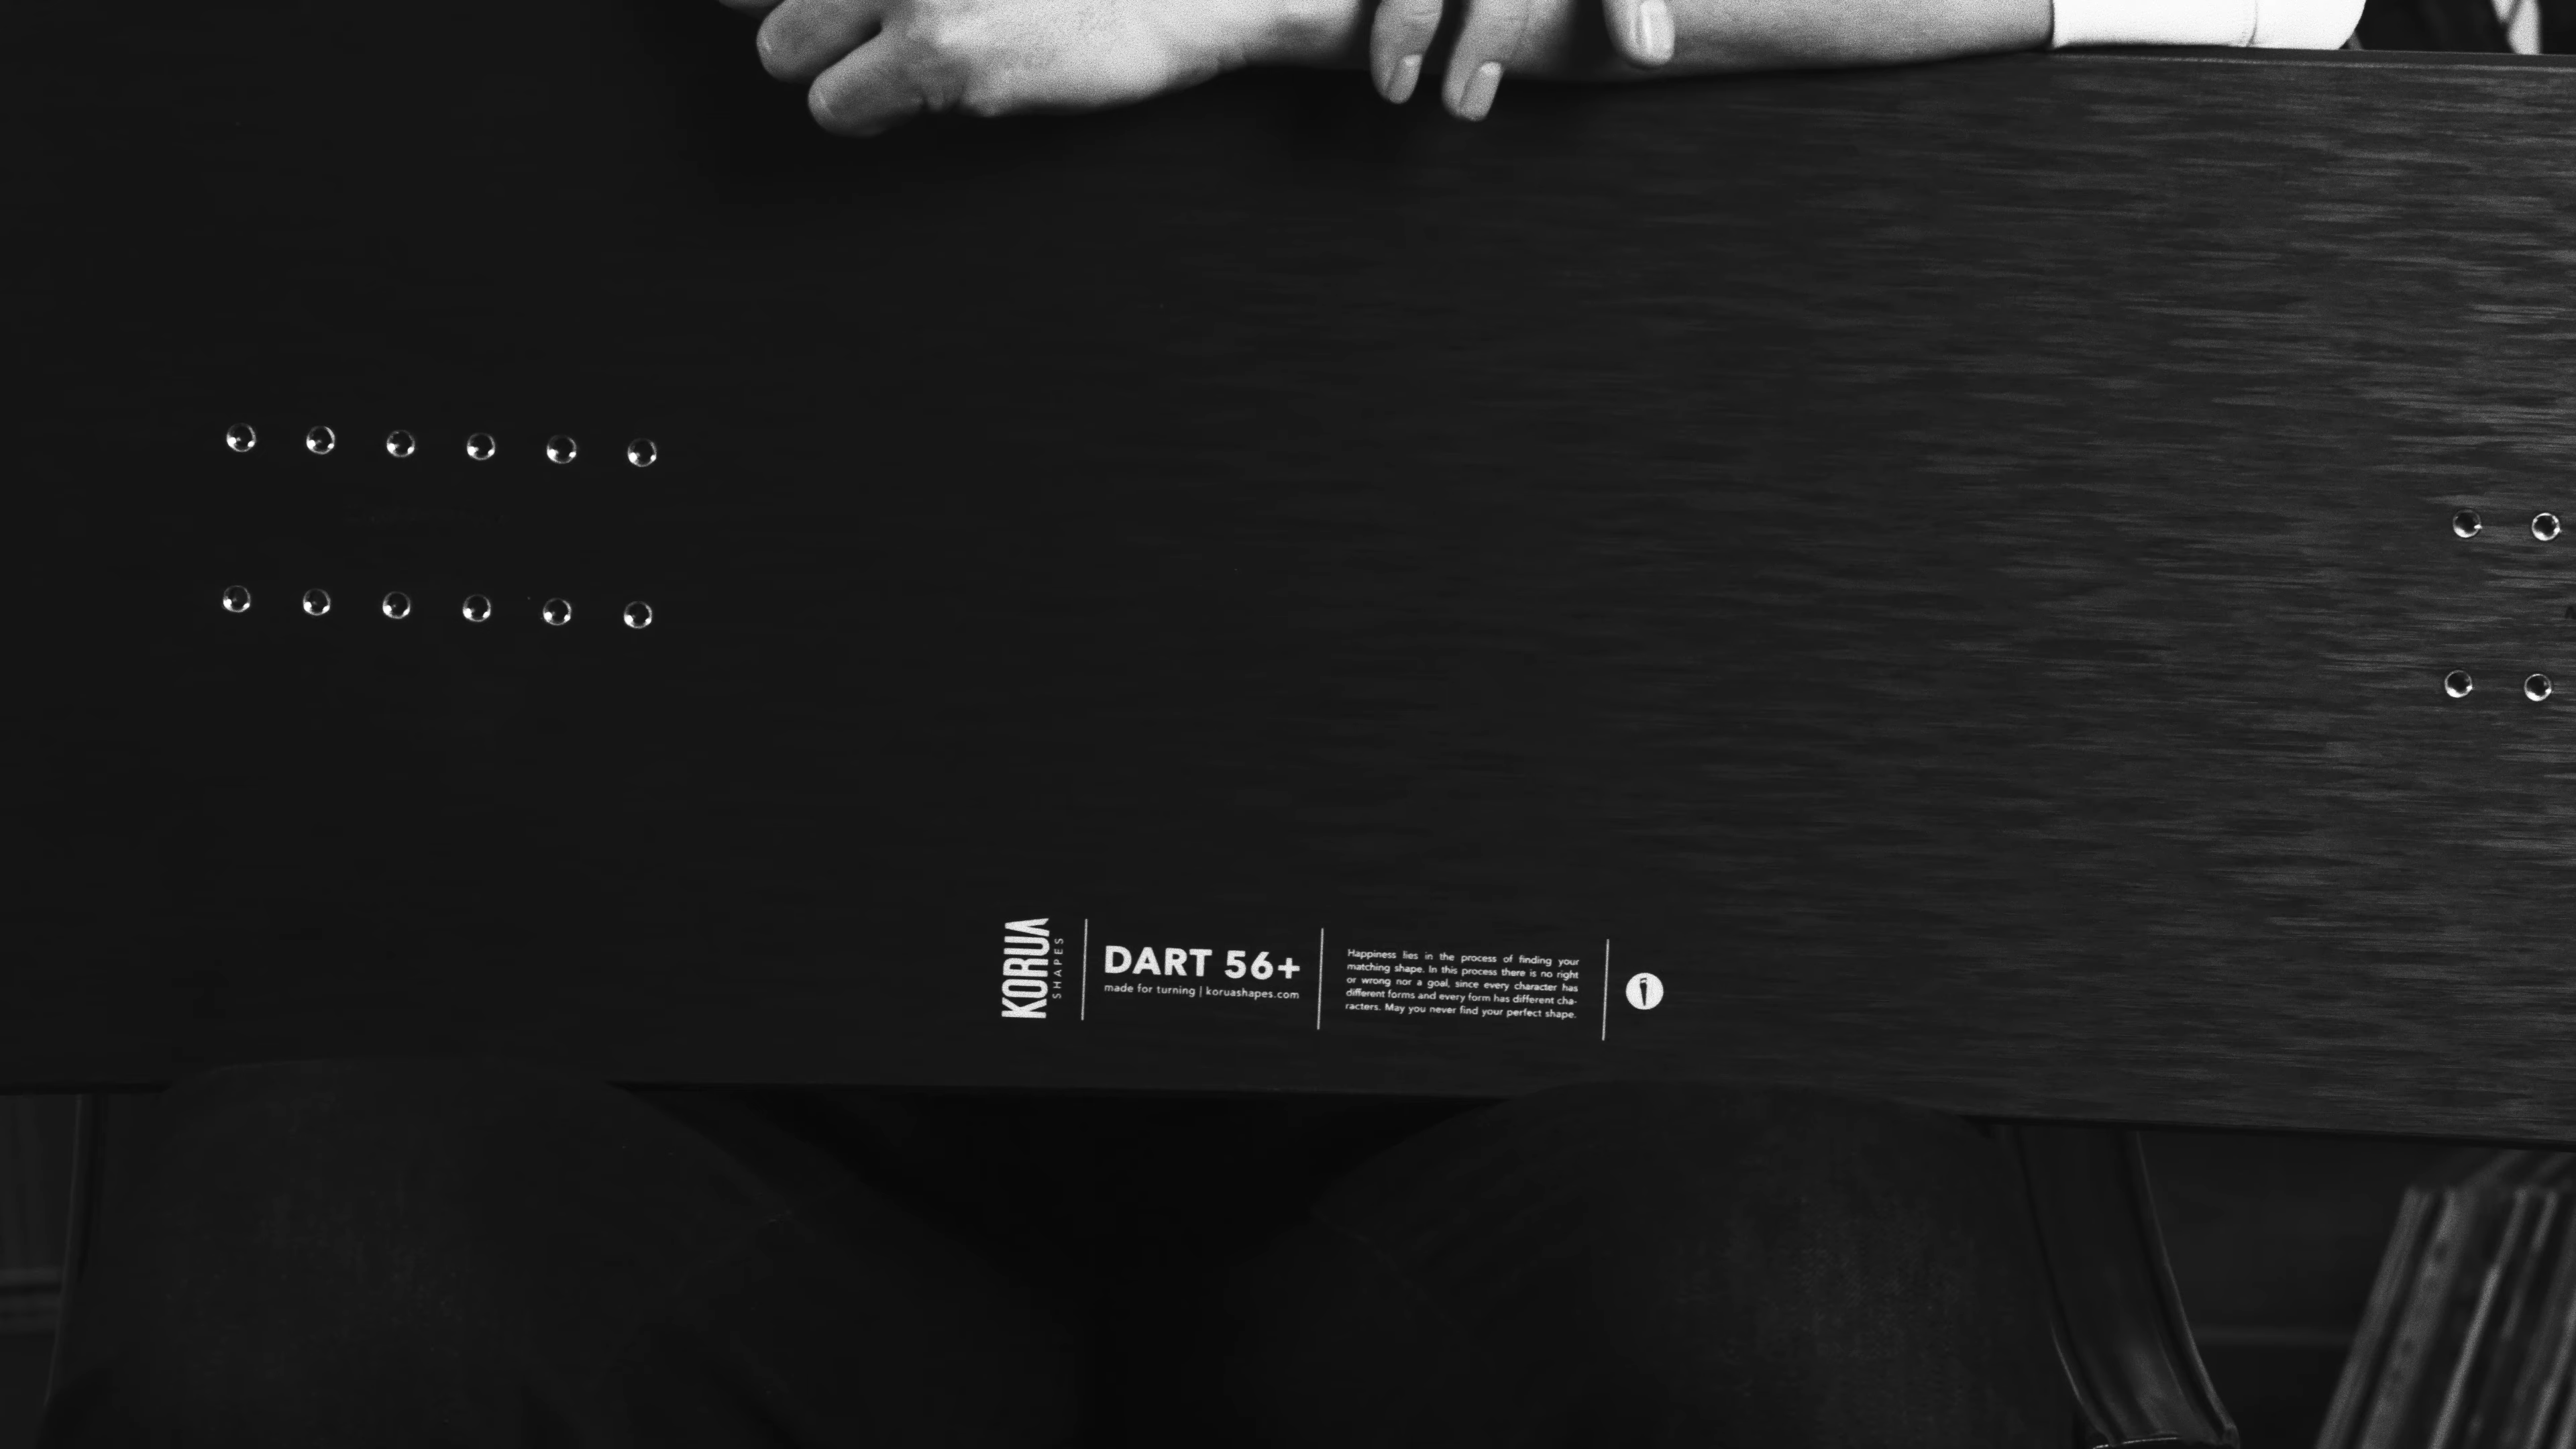 KORUA
SHAPES
DART 56+
made for turning | koruashapes.com
Happiness lies in the process of finding your
matching shape. In this process there is no right
or wrong nor a goal, since every character has
different forms and every form has different cha-
racters. May you never find your perfect shape.